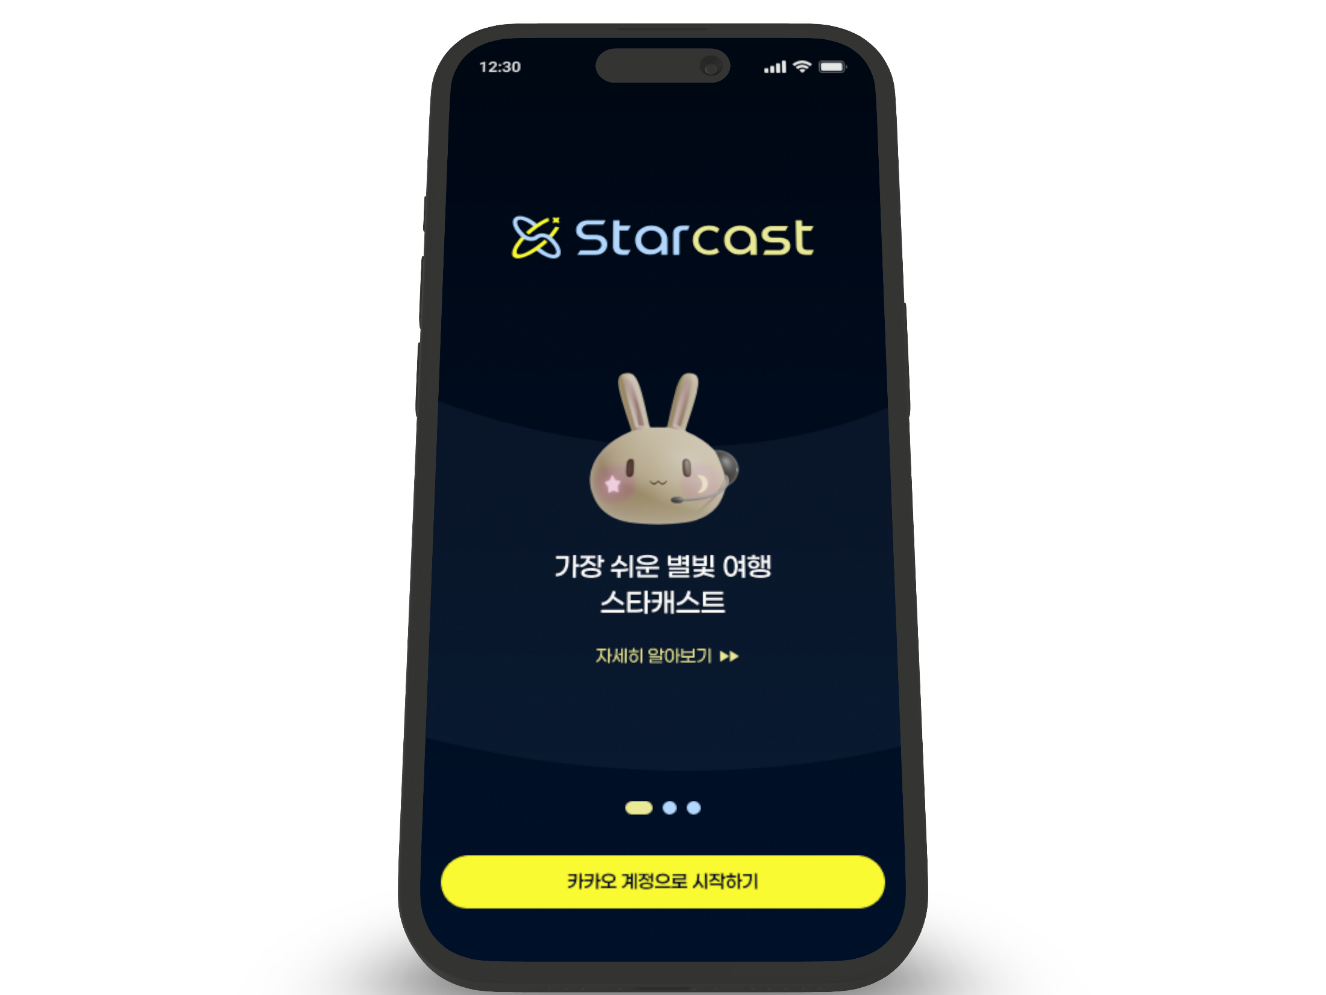 12:30
Starcast
가장 쉬운 별빛 여행
스타캐스트
자세히 알아보기
카카오 계정으로 시작하기